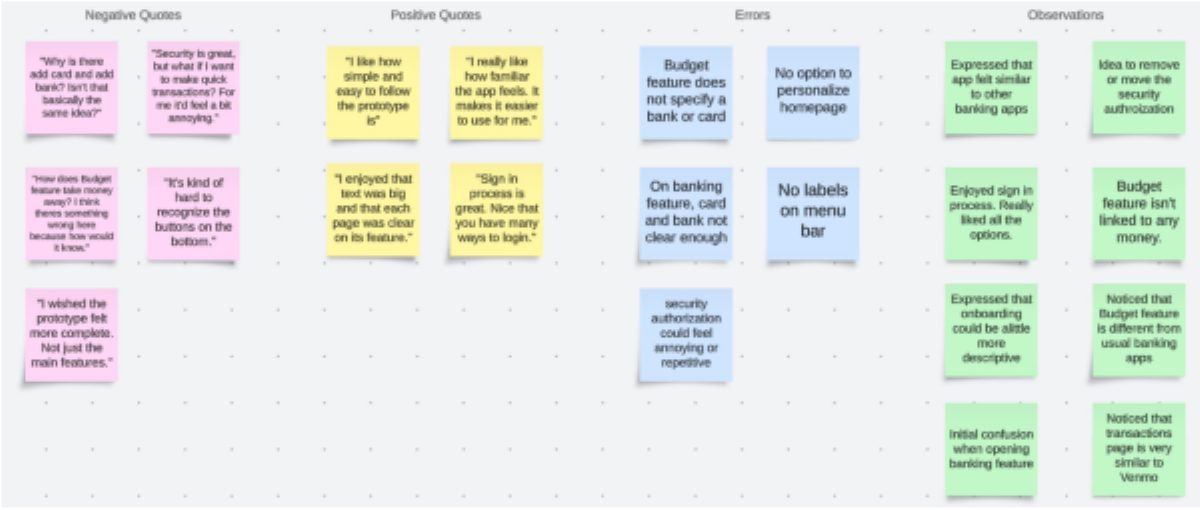 Negative Quotes
"Why is there
add card and add
bank? Isn't that
basically the
same idea?"
"Security is great,
but what if I want
to make quick
transactions? For
me it'd feel a bit
annoying."
"How does Budget
feature take money
away? I think
theres something
wrong here
because how would
it know."
"It's kind of
hard to
recognize the
buttons on the
bottom."
"I wished the
prototype felt
more complete.
Not just the
main features."
Positive Quotes
"I like how
simple and
easy to follow
the prototype
is"
"I really like
how familiar
the app feels. It
makes it easier
to use for me."
"I enjoyed that
text was big
and that each
page was clear
on its feature."
"Sign in
process is
great. Nice that
you have many
ways to login."
Errors
Budget
feature does
not specify a
bank or card
No option to
personalize
homepage
On banking
feature, card
and bank not
clear enough
No labels
on menu
bar
security
authorization
could feel
annoying or
repetitive
Observations
Expressed that
app felt similar
to other
banking apps
Idea to remove
or move the
security
authroization
Enjoyed sign in
process. Really
liked all the
options.
Budget
feature isn't
linked to any
money.
Expressed that
onboarding
could be alittle
more
descriptive
Noticed that
Budget feature
is different from
usual banking
apps
Initial confusion
when opening
banking feature
Noticed that
transactions
page is very
similar to
Venmo